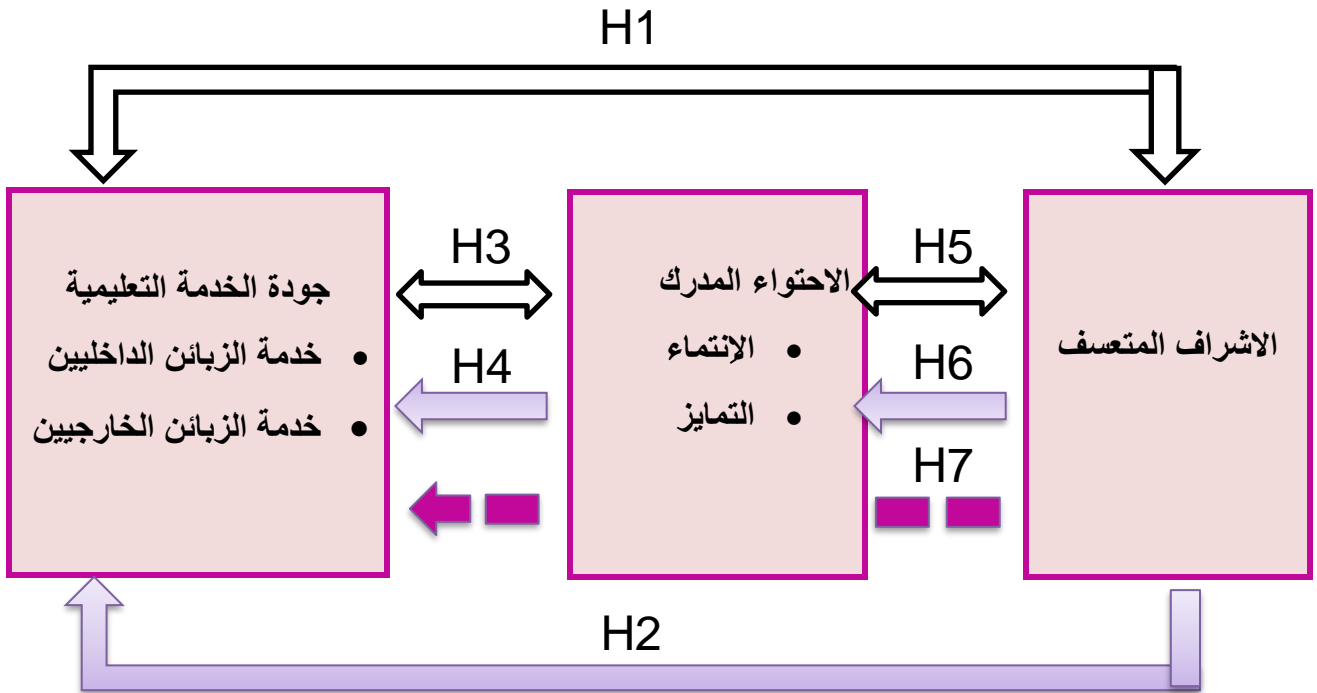 H1
الاشراف المتعسف
H5
H6
H7
الاحتواء المدرك
• الإنتماء
• التمايز
H3
H4
جودة الخدمة التعليمية
• خدمة الزبائن الداخليين
• خدمة الزبائن الخارجيين
H2